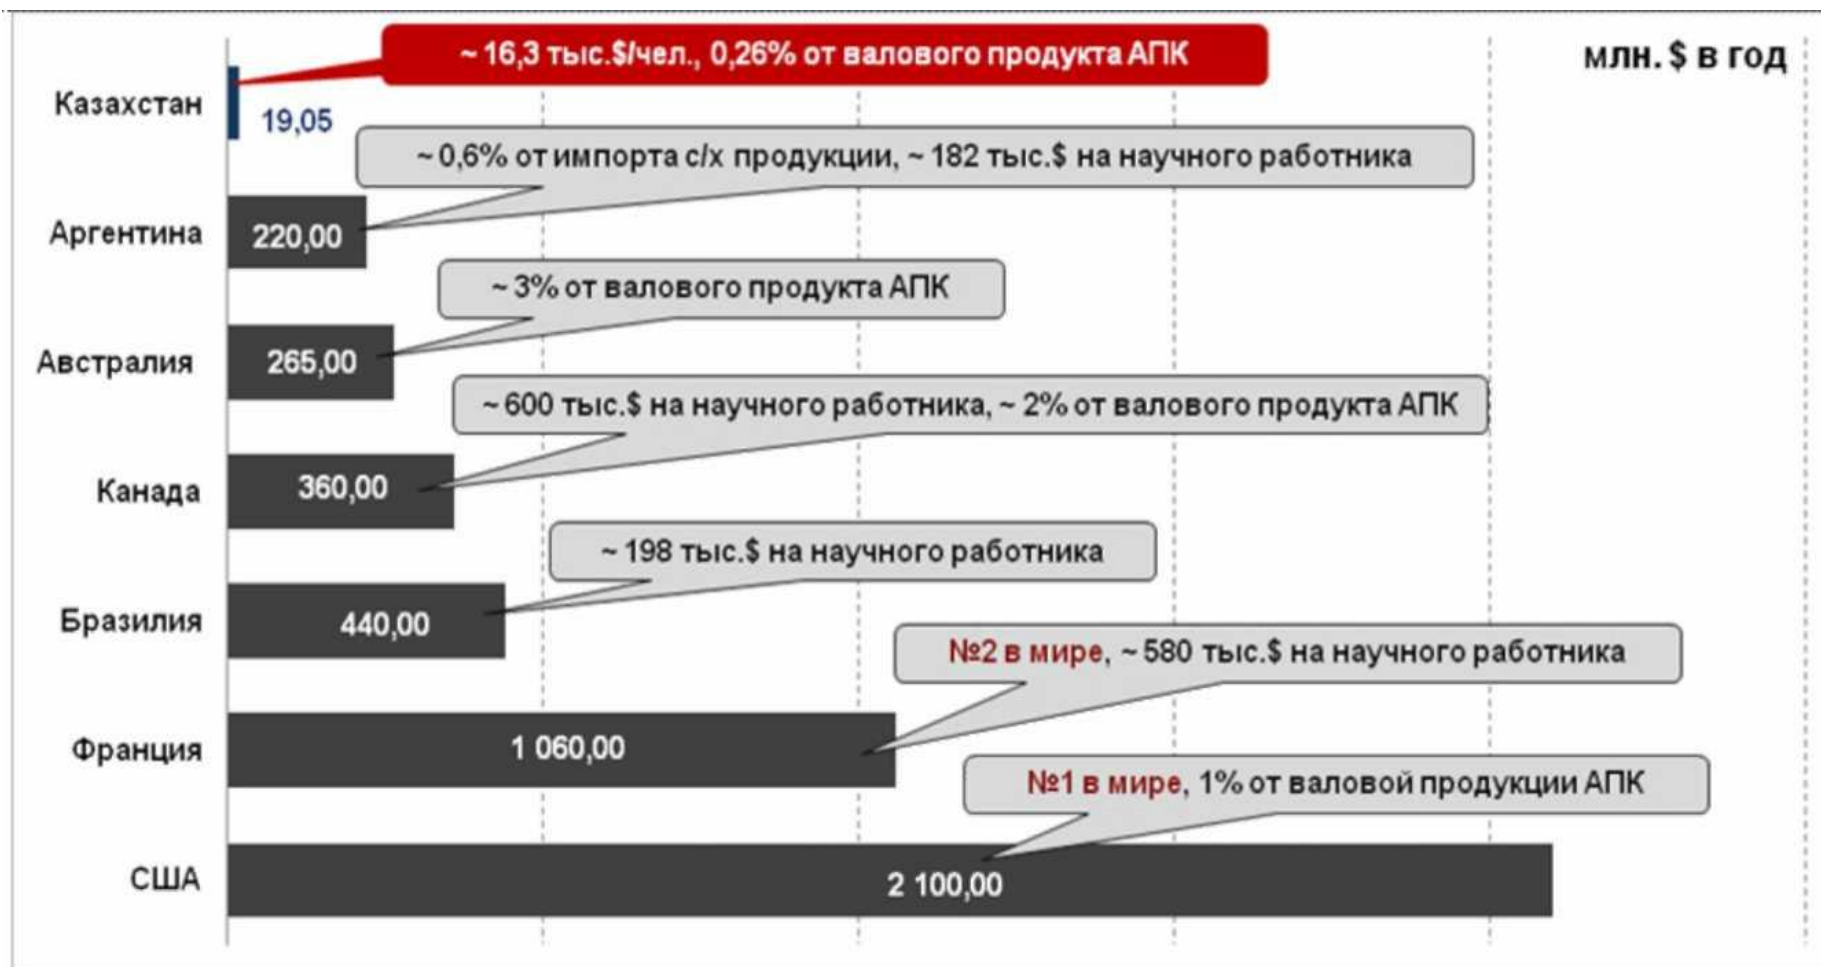 млн. $ в год
~ 16,3 тыс.$/чел., 0,26% от валового продукта АПК
Казахстан
19,05
~ 0,6% от импорта с/х продукции, ~ 182 тыс.$ на научного работника
Аргентина
220,00
~ 3% от валового продукта АПК
Австралия
265,00
~ 600 тыс.$ на научного работника, ~ 2% от валового продукта АПК
Канада
360,00
~ 198 тыс.$ на научного работника
Бразилия
440,00
№2 в мире, ~ 580 тыс.$ на научного работника
Франция
1 060,00
№1 в мире, 1% от валовой продукции АПК
США
2 100,00